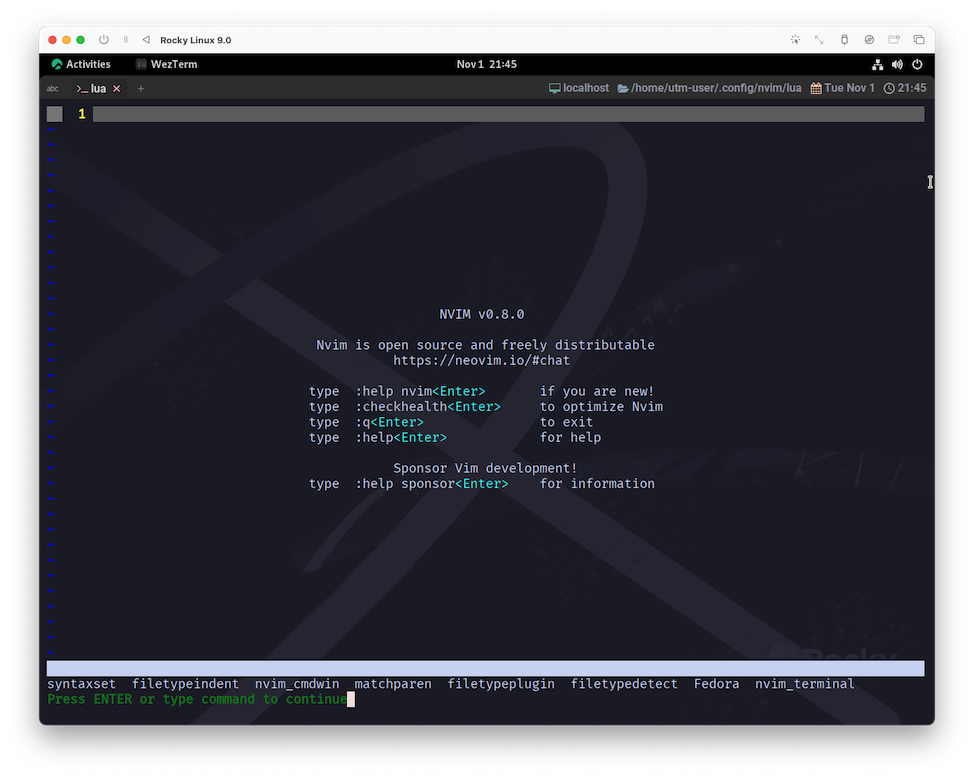 Rocky Linux 9.0
Activities WezTerm Nov 1 21:45
abc >_ lua × + localhost /home/utm-user/.config/nvim/lua Tue Nov 1 21:45
1
~
~
~
~
~
~
~
~
~
~
~
~
NVIM v0.8.0
~
Nvim is open source and freely distributable
https://neovim.io/#chat
~
type :help nvim<Enter> if you are new!
type :checkhealth<Enter> to optimize Nvim
type :q<Enter> to exit
type :help<Enter> for help
~
Sponsor Vim development!
type :help sponsor<Enter> for information
~
~
~
~
~
~
~
~
~
~
~
Rocky
syntaxset filetypeindent nvim_cmdwin matchparen filetypeplugin filetypedetect Fedora nvim_terminal
Press ENTER or type command to continue